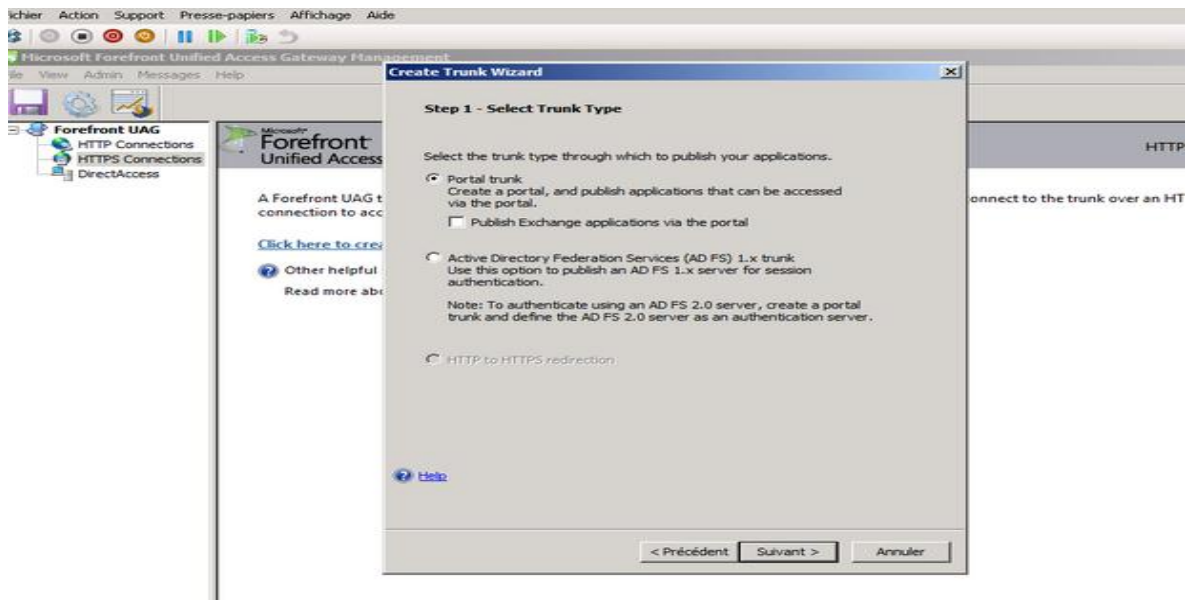 ichier Action Support Presse-papiers Affichage Aide
Microsoft Forefront Unified Access Gateway Management
File View Admin Messages Help
Forefront UAG
HTTP Connections
HTTPS Connections
DirectAccess
Microsoft
Forefront
Unified Access
HTTP
A Forefront UAG t
connection to acc
onnect to the trunk over an HT
Click here to crea
Other helpful
Read more abo
Create Trunk Wizard
Step 1 - Select Trunk Type
Select the trunk type through which to publish your applications.
Portal trunk
Create a portal, and publish applications that can be accessed
via the portal.
Publish Exchange applications via the portal
Active Directory Federation Services (AD FS) 1.x trunk
Use this option to publish an AD FS 1.x server for session
authentication.
Note: To authenticate using an AD FS 2.0 server, create a portal
trunk and define the AD FS 2.0 server as an authentication server.
HTTP to HTTPS redirection
Help
< Précédent
Suivant >
Annuler